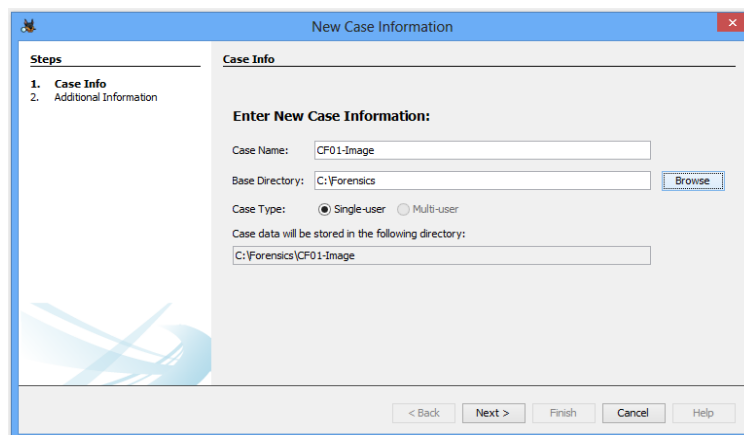 New Case Information
Steps
1. Case Info
2. Additional Information
Case Info
Enter New Case Information:
Case Name: CF01-Image
Base Directory: C:\Forensics Browse
Case Type: Single-user Multi-user
Case data will be stored in the following directory:
C:\Forensics\CF01-Image
< Back Next > Finish Cancel Help